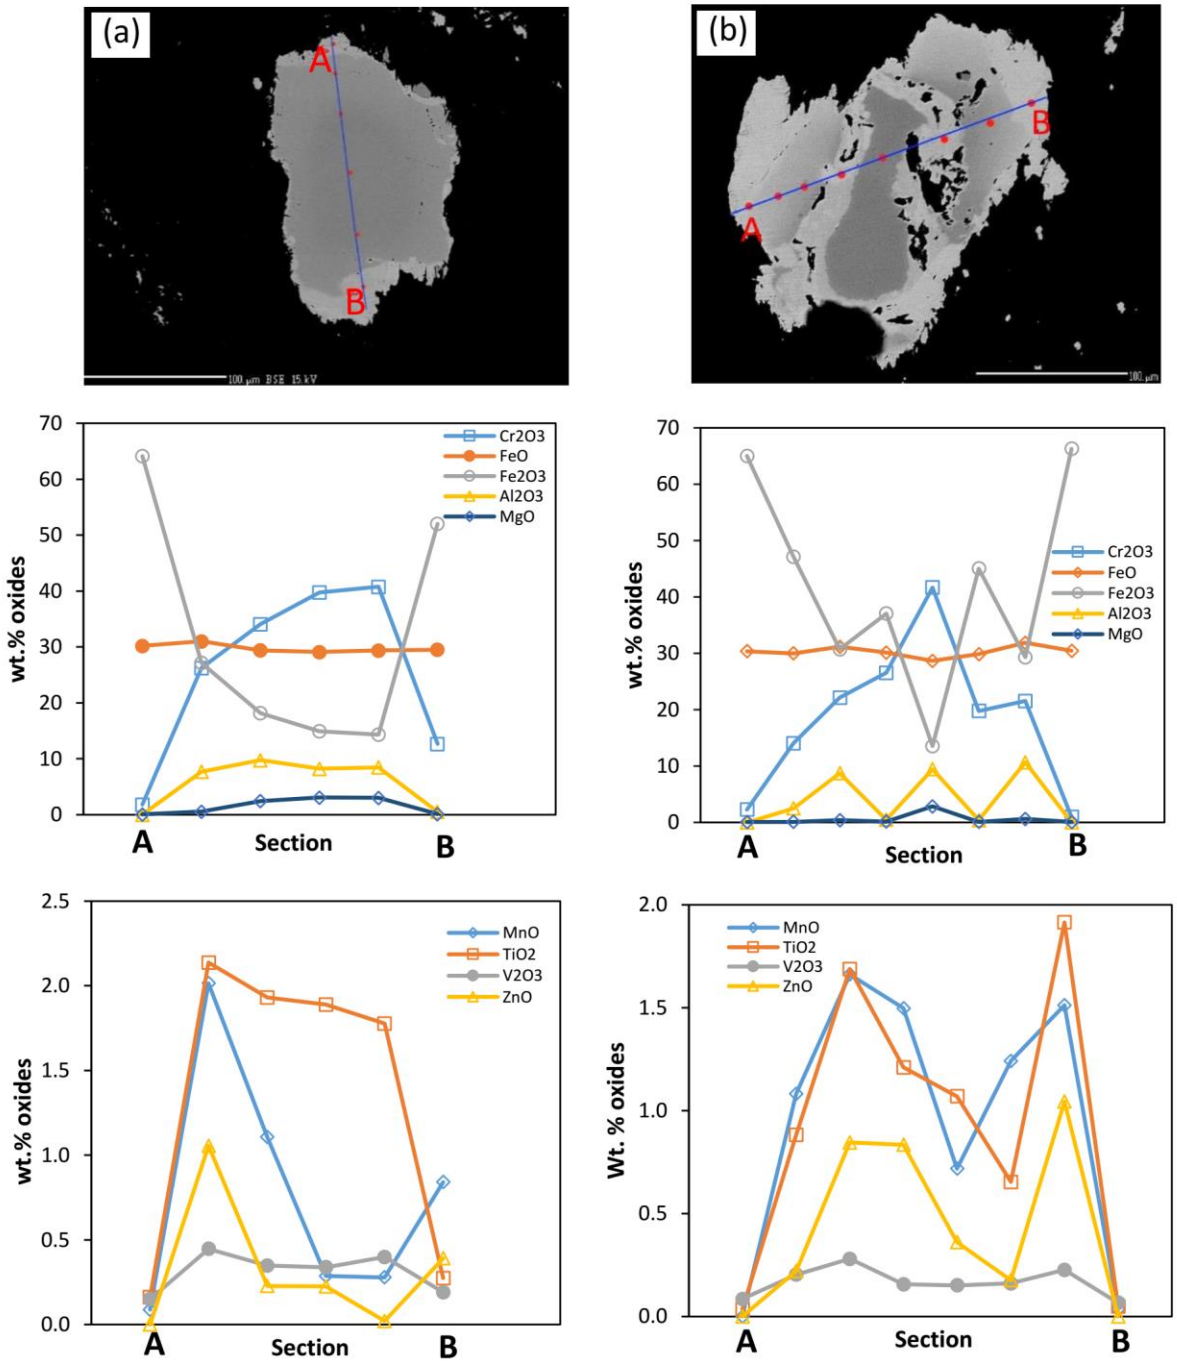 (a)
A
B
100 µm BSE 15.kV
(b)
A
B
100 µm
70
60
50
40
30
20
10
0
wt.% oxides
Cr2O3
FeO
Fe2O3
Al2O3
MgO
A
Section
B
70
60
50
40
30
20
10
0
wt.% oxides
Cr2O3
FeO
Fe2O3
Al2O3
MgO
A
Section
B
2.5
2.0
1.5
1.0
0.5
0.0
wt.% oxides
MnO
TiO2
V2O3
ZnO
A
Section
B
2.0
1.5
1.0
0.5
0.0
Wt. % oxides
MnO
TiO2
V2O3
ZnO
A
Section
B